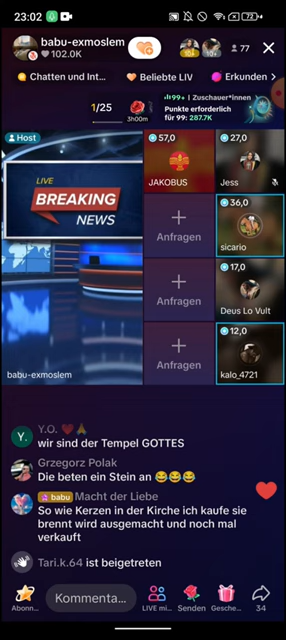 23:02
72
babu-exmoslem
102.0K
77
Chatten und Int...
Beliebte LIV
Erkunden
1/25
3h00m
99+ | Zuschauer*innen
Punkte erforderlich
für 99: 287.7K
Host
LIVE
BREAKING
NEWS
babu-exmoslem
57,0
JAKOBUS
27,0
Jess
Anfragen
36,0
sicario
Anfragen
17,0
Deus Lo Vult
Anfragen
12,0
kalo_4721
Y.
Y.O.
wir sind der Tempel GOTTES
Grzegorz Polak
Die beten ein Stein an 😂😂😂
babu Macht der Liebe
So wie Kerzen in der Kirche ich kaufe sie
brennt wird ausgemacht und noch mal
verkauft
Tari.k.64 ist beigetreten
Abonn...
Kommenta...
LIVE mi...
Senden
Gesche...
34